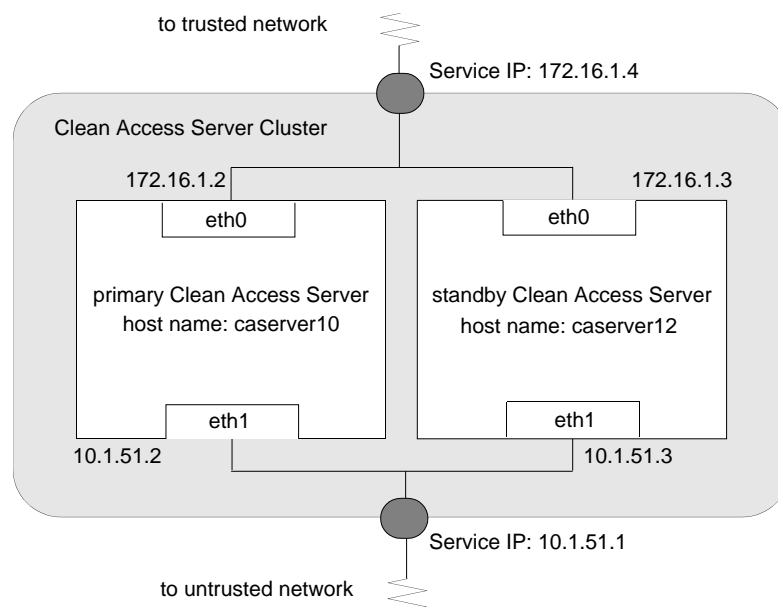 to trusted network
Service IP: 172.16.1.4
Clean Access Server Cluster
172.16.1.2
172.16.1.3
eth0
eth0
primary Clean Access Server
host name: caserver10
standby Clean Access Server
host name: caserver12
eth1
eth1
10.1.51.2
10.1.51.3
Service IP: 10.1.51.1
to untrusted network